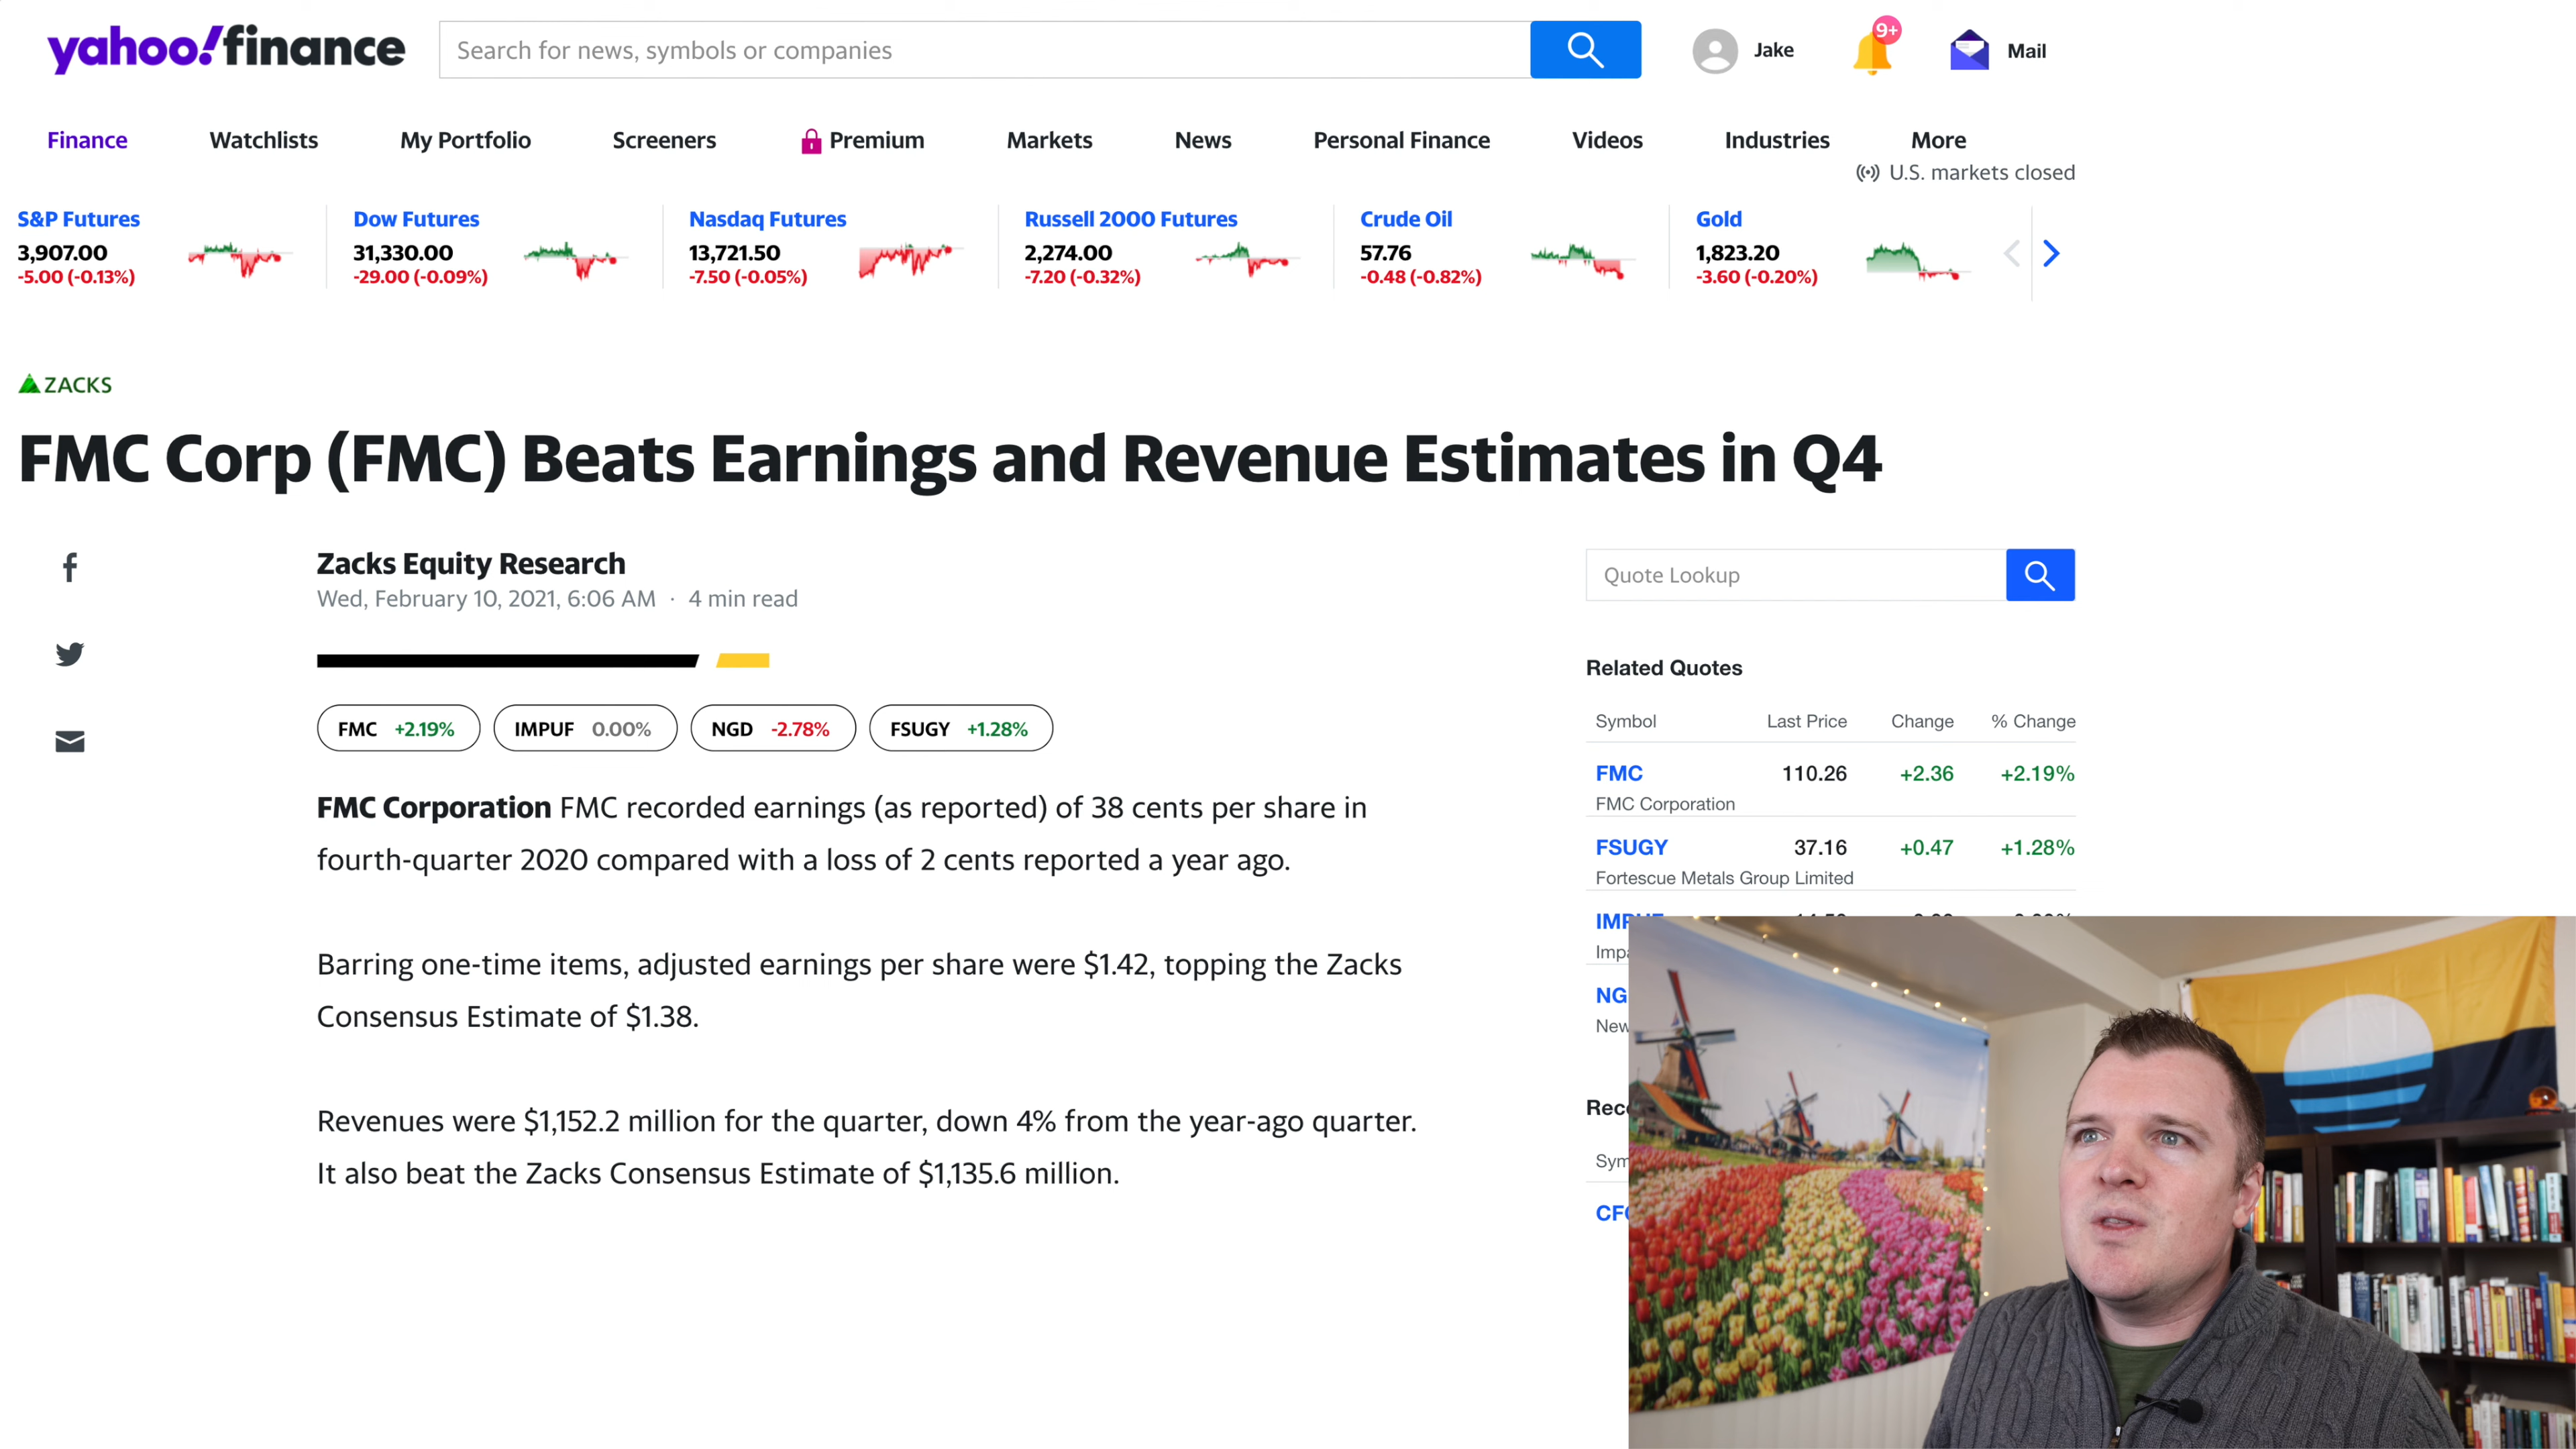 yahoo!finance
Search for news, symbols or companies
Jake
9+
Mail
Finance Watchlists My Portfolio Screeners Premium Markets News Personal Finance Videos Industries More
U.S. markets closed
S&P Futures
3,907.00
-5.00 (-0.13%)
Dow Futures
31,330.00
-29.00 (-0.09%)
Nasdaq Futures
13,721.50
-7.50 (-0.05%)
Russell 2000 Futures
2,274.00
-7.20 (-0.32%)
Crude Oil
57.76
-0.48 (-0.82%)
Gold
1,823.20
-3.60 (-0.20%)
ZACKS
FMC Corp (FMC) Beats Earnings and Revenue Estimates in Q4
Zacks Equity Research
Wed, February 10, 2021, 6:06 AM · 4 min read
FMC +2.19% IMPUF 0.00% NGD -2.78% FSUGY +1.28%
FMC Corporation FMC recorded earnings (as reported) of 38 cents per share in
fourth-quarter 2020 compared with a loss of 2 cents reported a year ago.
Barring one-time items, adjusted earnings per share were $1.42, topping the Zacks
Consensus Estimate of $1.38.
Revenues were $1,152.2 million for the quarter, down 4% from the year-ago quarter.
It also beat the Zacks Consensus Estimate of $1,135.6 million.
Quote Lookup
Related Quotes
Symbol Last Price Change % Change
FMC 110.26 +2.36 +2.19%
FMC Corporation
FSUGY 37.16 +0.47 +1.28%
Fortescue Metals Group Limited